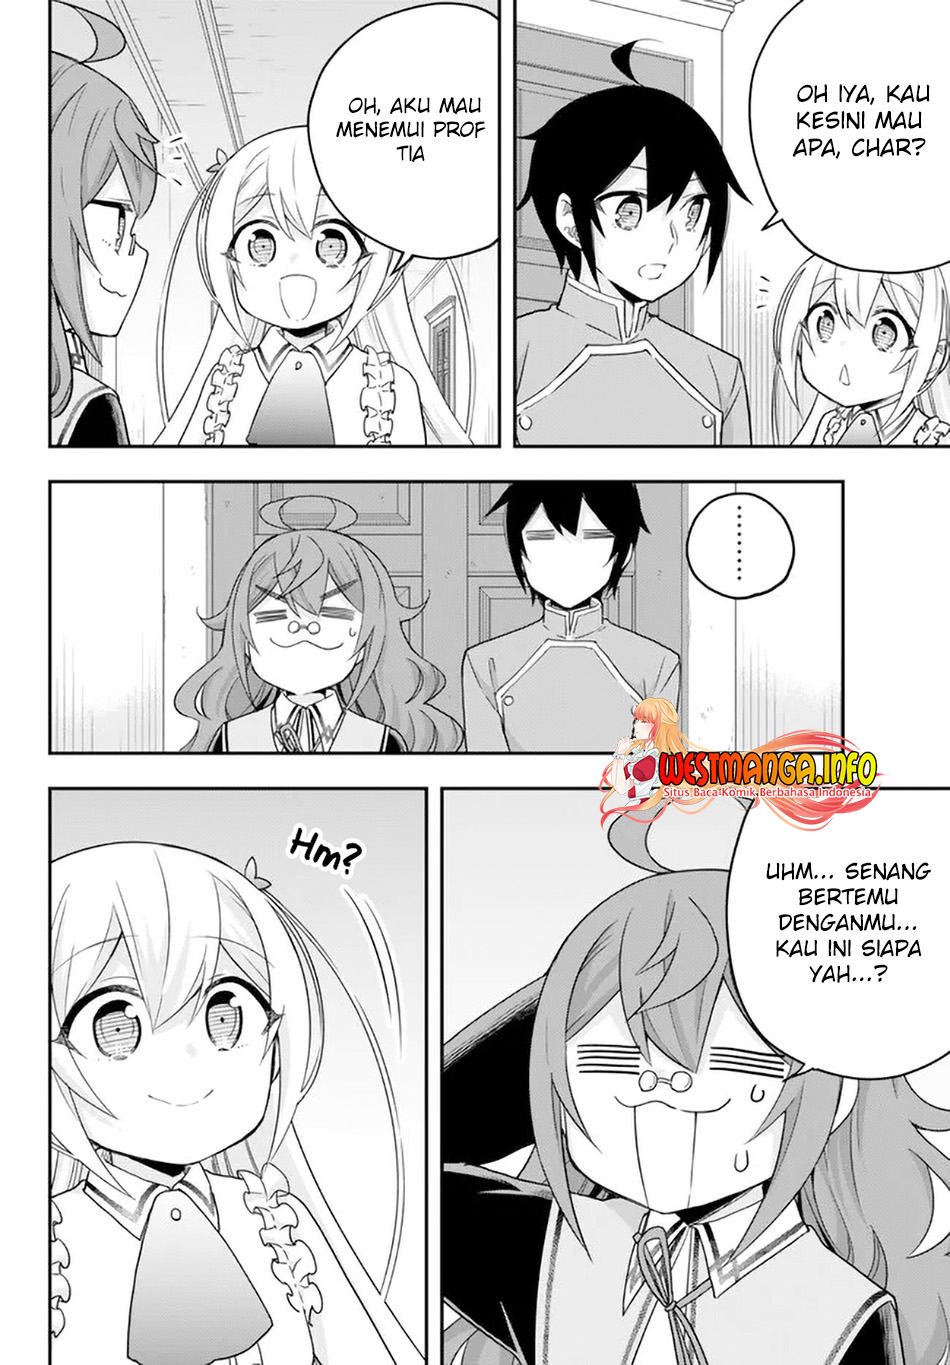 OH IYA, KAU
KESINI MAU
APA, CHAR?
OH, AKU MAU
MENEMUI PROF
TIA
..........
WESTMANGA.INFO
Situs Baca Komik Berbahasa Indonesia
UHM... SENANG
BERTEMU
DENGANMU...
KAU INI SIAPA
YAH...?
Hm?